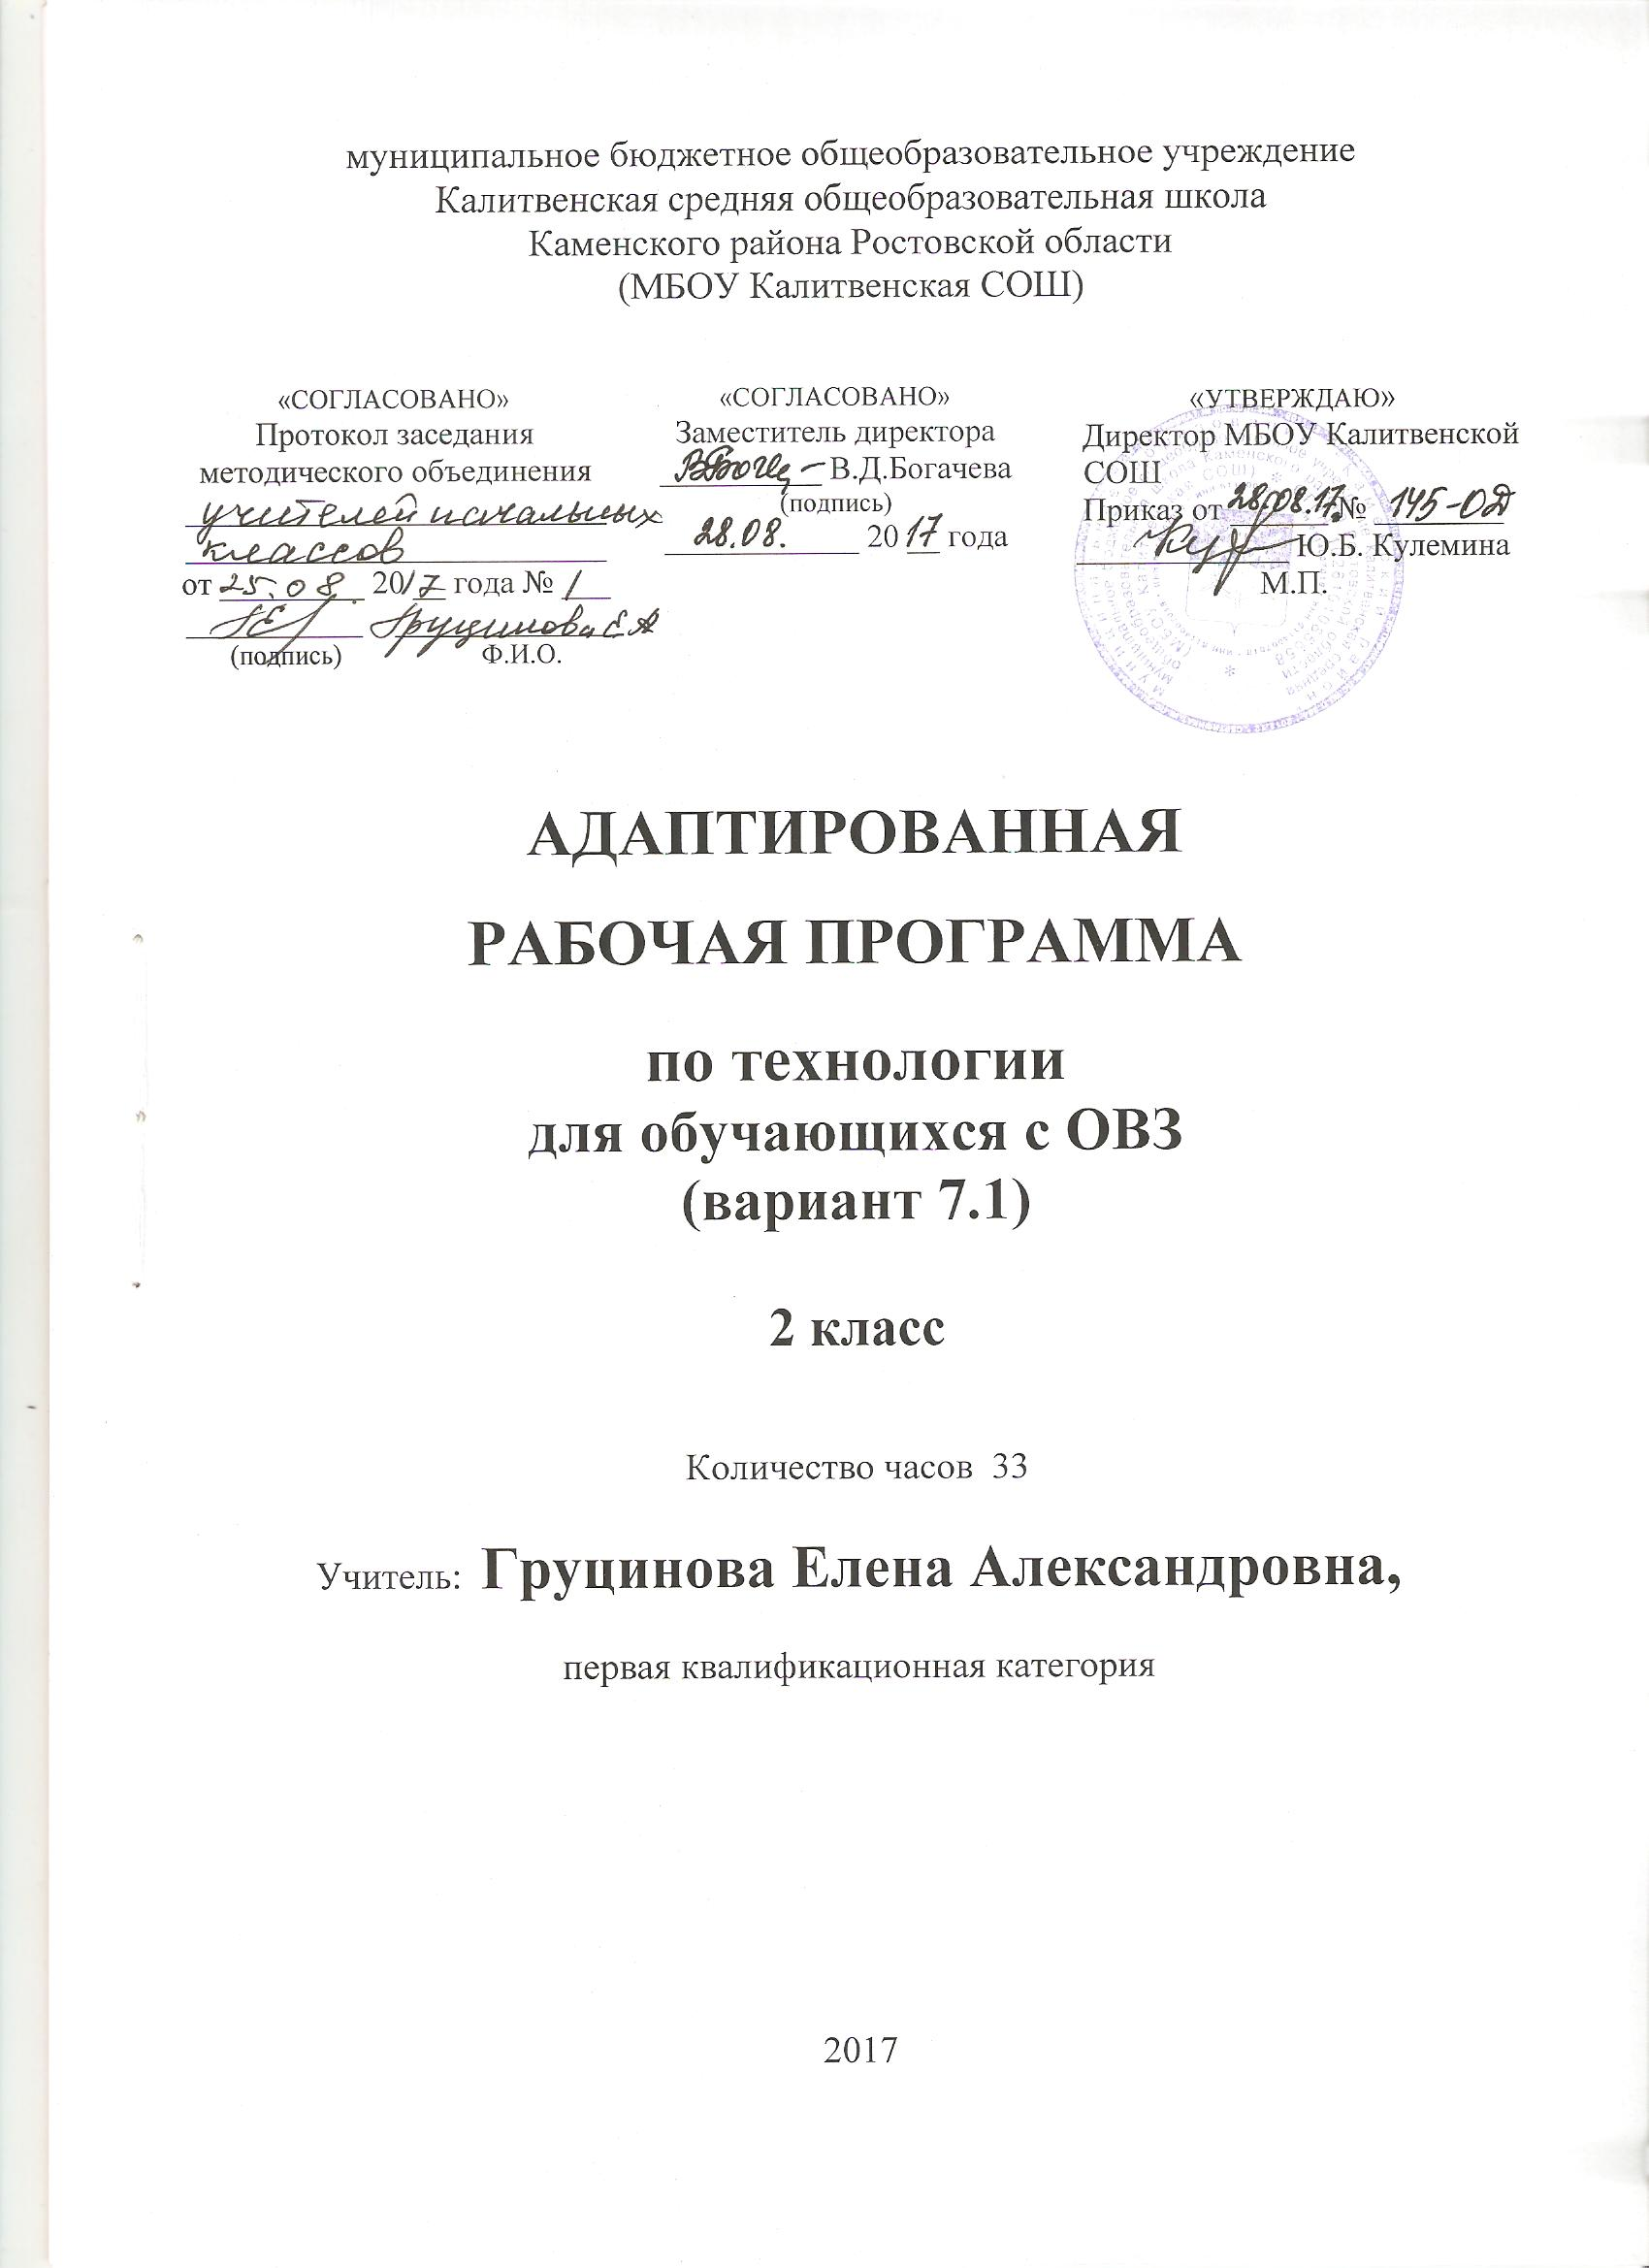 муниципальное бюджетное общеобразовательное учреждение
Калитвенская средняя общеобразовательная школа
Каменского района Ростовской области
(МБОУ Калитвенская СОШ)
«СОГЛАСОВАНО»
Протокол заседания
методического объединения
учителей начальных
классов
от 25.08. 2017 года № 1
Груцинова Е А
(подпись) Ф.И.О.
«СОГЛАСОВАНО»
Заместитель директора
В.Д.Богачева
(подпись)
28.08. 2017 года
«УТВЕРЖДАЮ»
Директор МБОУ Калитвенской
СОШ
Приказ от 28.08.17 № 145-ОД
Ю.Б. Кулемина
М.П.
АДАПТИРОВАННАЯ
РАБОЧАЯ ПРОГРАММА
по технологии
для обучающихся с ОВЗ
(вариант 7.1)
2 класс
Количество часов 33
Учитель: Груцинова Елена Александровна,
первая квалификационная категория
2017